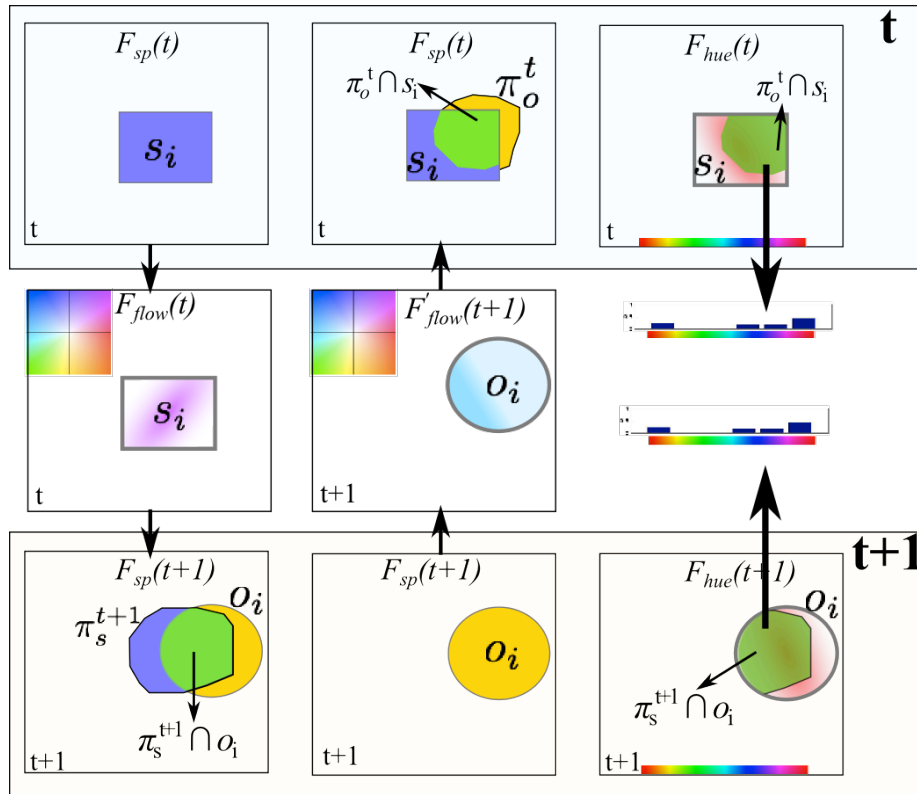 t
F_sp(t)
s_i
t
F_sp(t)
π_o^t ∩ s_i
π_o^t
s_i
t
F_hue(t)
π_o^t ∩ s_i
s_i
t
F_flow(t)
s_i
t
F'_flow(t+1)
o_i
t+1
t+1
F_sp(t+1)
π_s^{t+1}
o_i
π_s^{t+1} ∩ o_i
t+1
F_sp(t+1)
o_i
t+1
F_hue(t+1)
o_i
π_s^{t+1} ∩ o_i
t+1